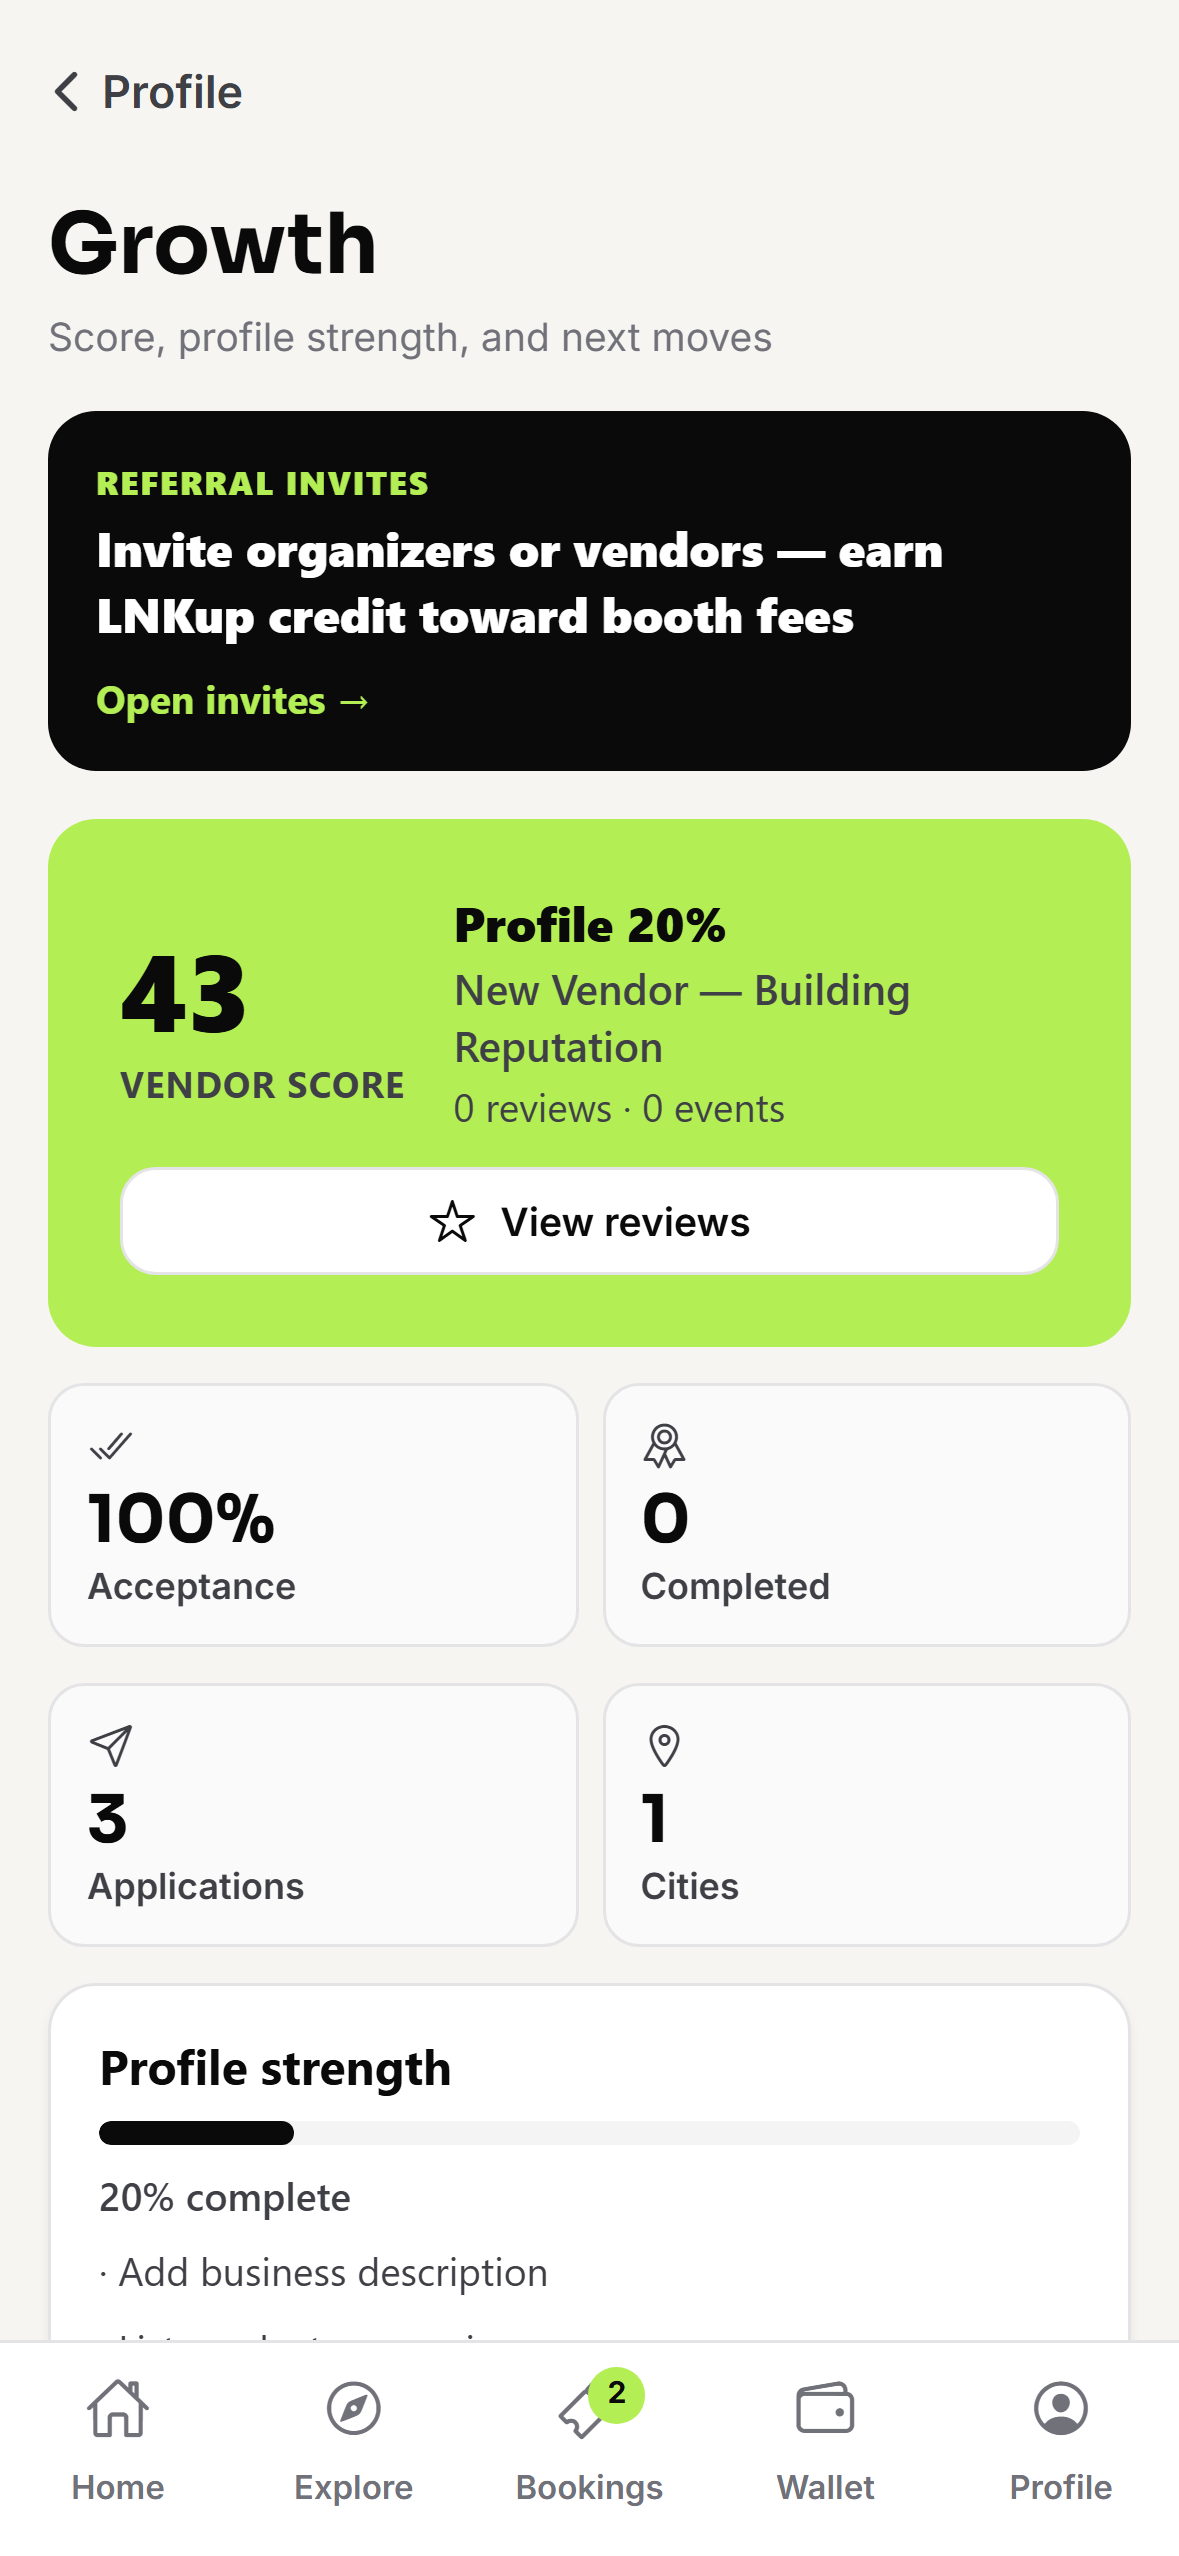 Profile
Growth
Score, profile strength, and next moves
REFERRAL INVITES
Invite organizers or vendors — earn
LNKup credit toward booth fees
Open invites →
43
VENDOR SCORE
Profile 20%
New Vendor — Building
Reputation
0 reviews · 0 events
View reviews
100%
Acceptance
0
Completed
3
Applications
1
Cities
Profile strength
20% complete
· Add business description
2
Home
Explore
Bookings
Wallet
Profile